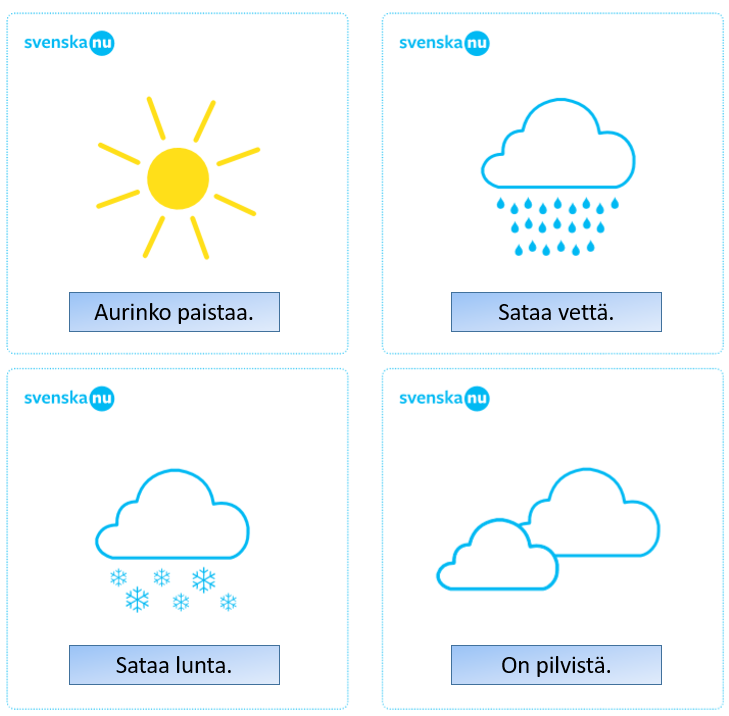 svenska nu
svenska nu
Aurinko paistaa.
Sataa vettä.
svenska nu
svenska nu
Sataa lunta.
On pilvistä.